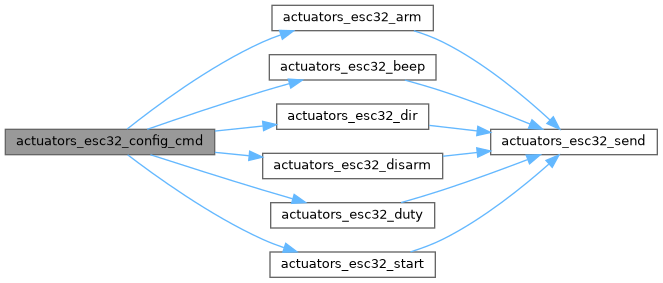 actuators_esc32_arm
actuators_esc32_beep
actuators_esc32_dir
actuators_esc32_config_cmd
actuators_esc32_send
actuators_esc32_disarm
actuators_esc32_duty
actuators_esc32_start